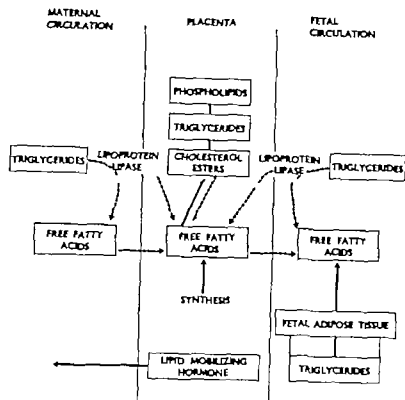 MATERNAL
CIRCULATION
PLACENTA
FETAL
CIRCULATION
PHOSPHOLIPIDS
TRIGLYCERIDES
CHOLESTEROL
ESTERS
TRIGLYCERIDES
LIPOPROTEIN
LIPASE
LIPOPROTEIN
LIPASE
TRIGLYCERIDES
FREE FATTY
ACIDS
FREE FATTY
ACIDS
FREE FATTY
ACIDS
SYNTHESIS
FETAL ADIPOSE TISSUE
TRIGLYCERIDES
LIPID MOBILIZING
HORMONE